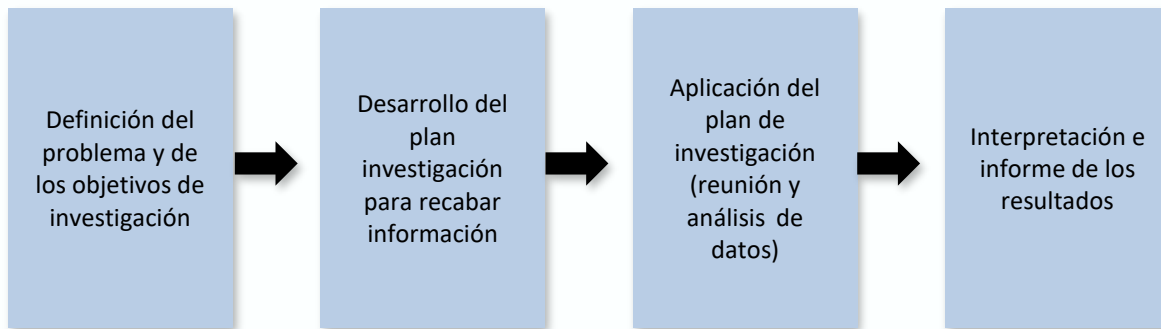 Definición del
problema y de
los objetivos de
investigación
Desarrollo del
plan
investigación
para recabar
información
Aplicación del
plan de
investigación
(reunión y
análisis de
datos)
Interpretación e
informe de los
resultados